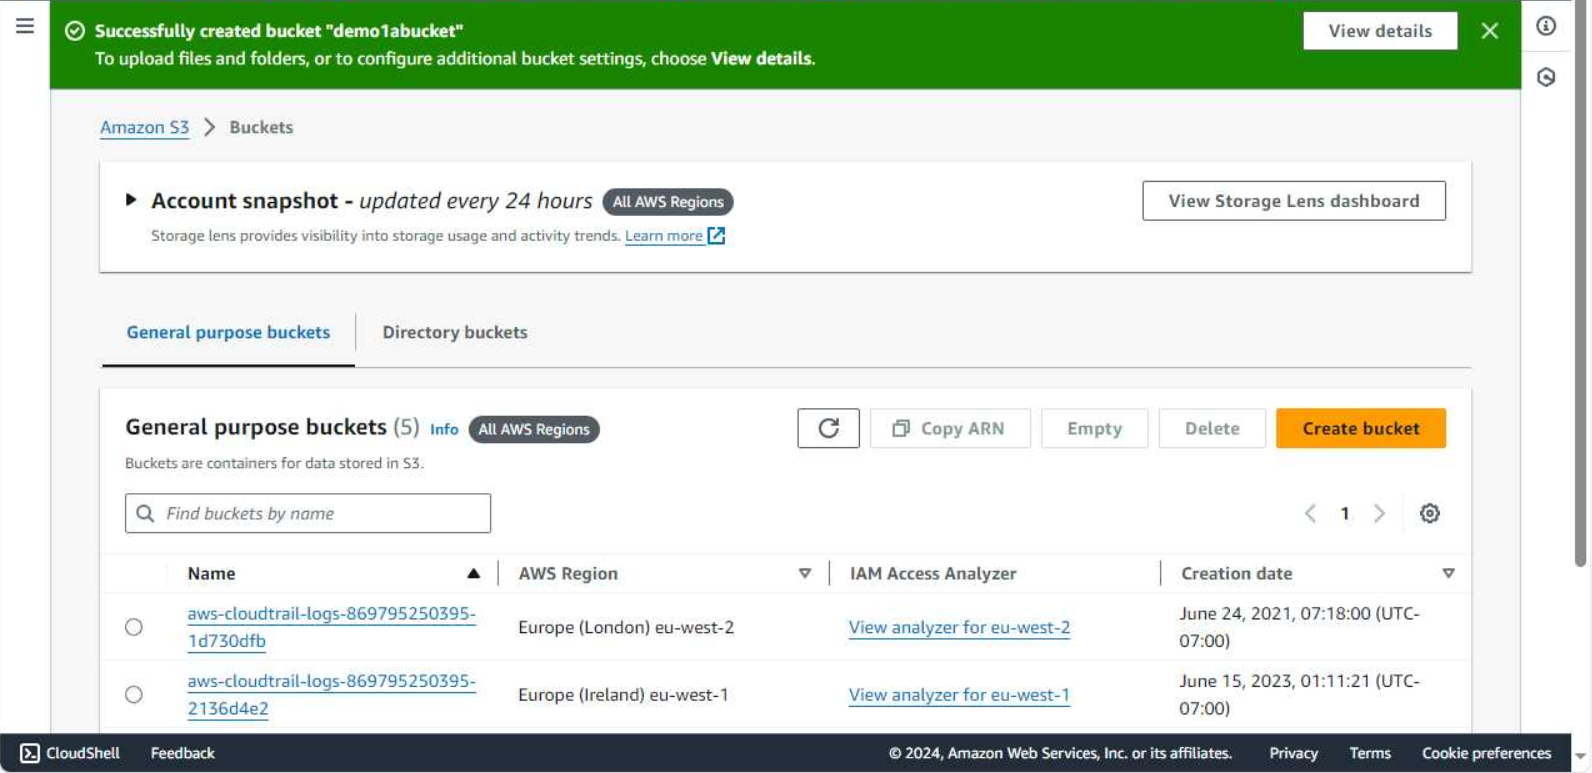 Successfully created bucket "demo1abucket"
View details
To upload files and folders, or to configure additional bucket settings, choose View details.
Amazon S3 Buckets
Account snapshot - updated every 24 hours All AWS Regions
View Storage Lens dashboard
Storage lens provides visibility into storage usage and activity trends. Learn more
General purpose buckets Directory buckets
General purpose buckets (5) Info All AWS Regions
Copy ARN Empty Delete Create bucket
Buckets are containers for data stored in S3.
Find buckets by name
1
Name AWS Region IAM Access Analyzer Creation date
aws-cloudtrail-logs-869795250395-
1d730dfb
Europe (London) eu-west-2
View analyzer for eu-west-2
June 24, 2021, 07:18:00 (UTC-
07:00)
aws-cloudtrail-logs-869795250395-
2136d4e2
Europe (Ireland) eu-west-1
View analyzer for eu-west-1
June 15, 2023, 01:11:21 (UTC-
07:00)
CloudShell Feedback © 2024, Amazon Web Services, Inc. or its affiliates. Privacy Terms Cookie preferences